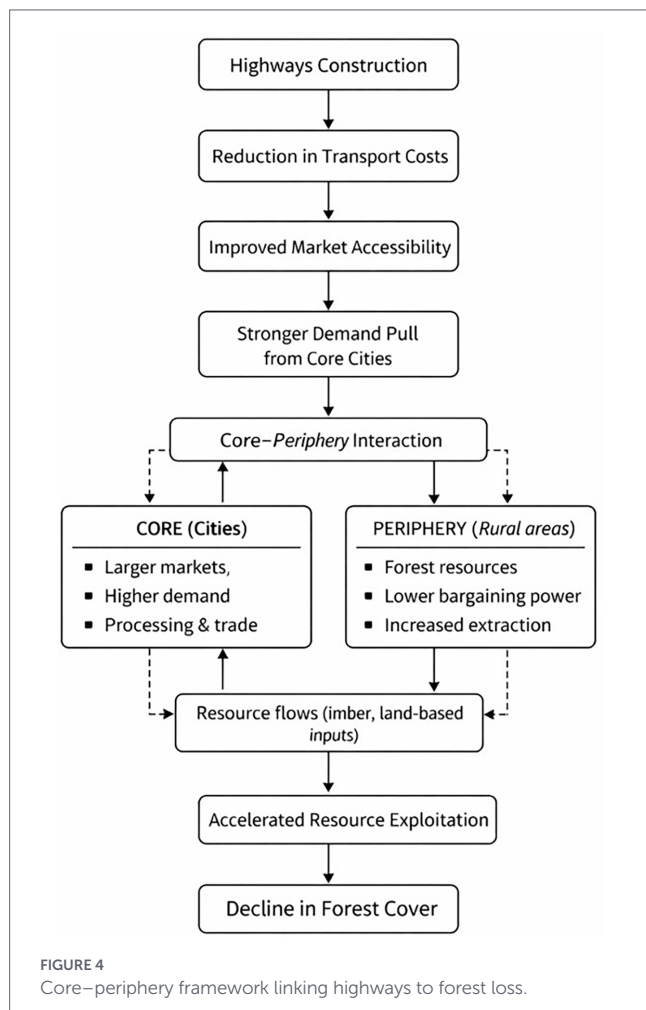 Highways Construction
Reduction in Transport Costs
Improved Market Accessibility
Stronger Demand Pull
from Core Cities
Core–Periphery Interaction
CORE (Cities)
▪ Larger markets,
▪ Higher demand
▪ Processing & trade
PERIPHERY (Rural areas)
▪ Forest resources
▪ Lower bargaining power
▪ Increased extraction
Resource flows (imber, land-based
inputs)
Accelerated Resource Exploitation
Decline in Forest Cover
FIGURE 4
Core–periphery framework linking highways to forest loss.